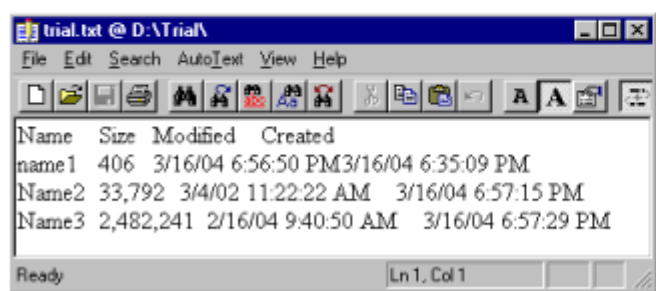 trial.txt @ D:\Trial\
File Edit Search AutoText View Help
Name Size Modified Created
name1 406 3/16/04 6:56:50 PM3/16/04 6:35:09 PM
Name2 33,792 3/4/02 11:22:22 AM 3/16/04 6:57:15 PM
Name3 2,482,241 2/16/04 9:40:50 AM 3/16/04 6:57:29 PM
Ready Ln 1, Col 1